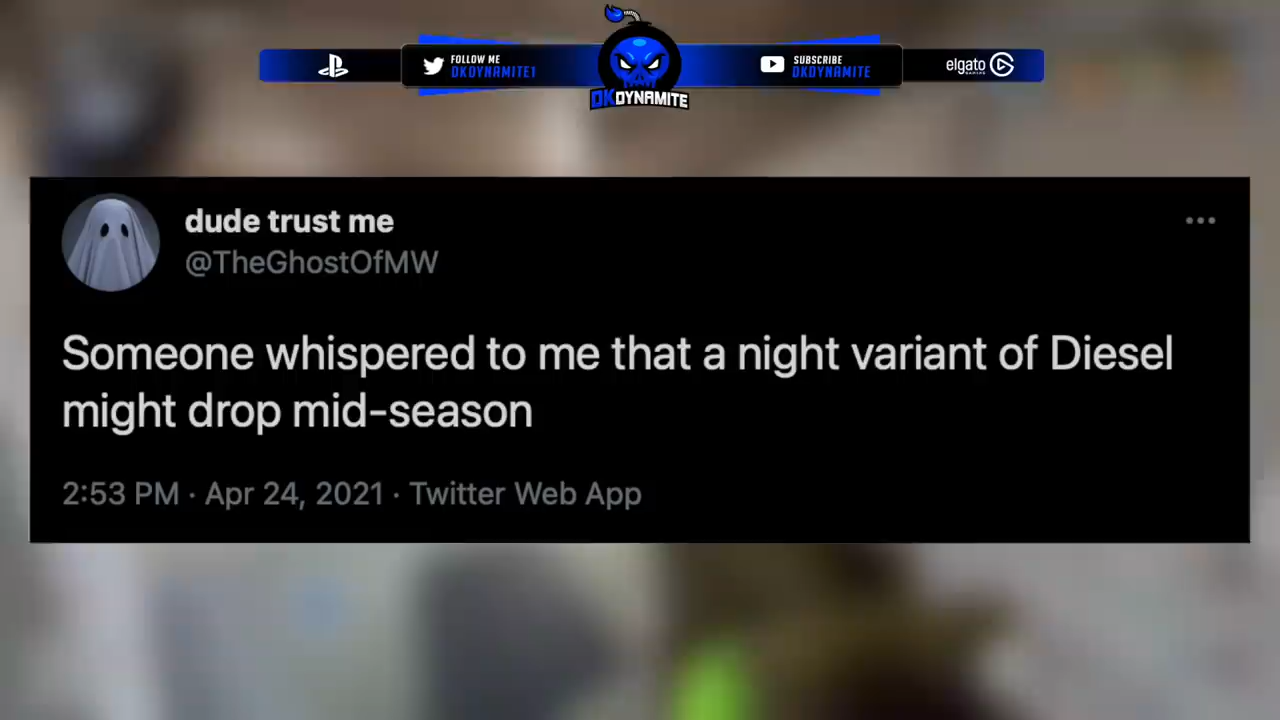 FOLLOW ME
DKDYNAMITE1
SUBSCRIBE
DKDYNAMITE
elgato
GAMING
DKDYNAMITE
dude trust me
@TheGhostOfMW
Someone whispered to me that a night variant of Diesel
might drop mid-season
2:53 PM · Apr 24, 2021 · Twitter Web App